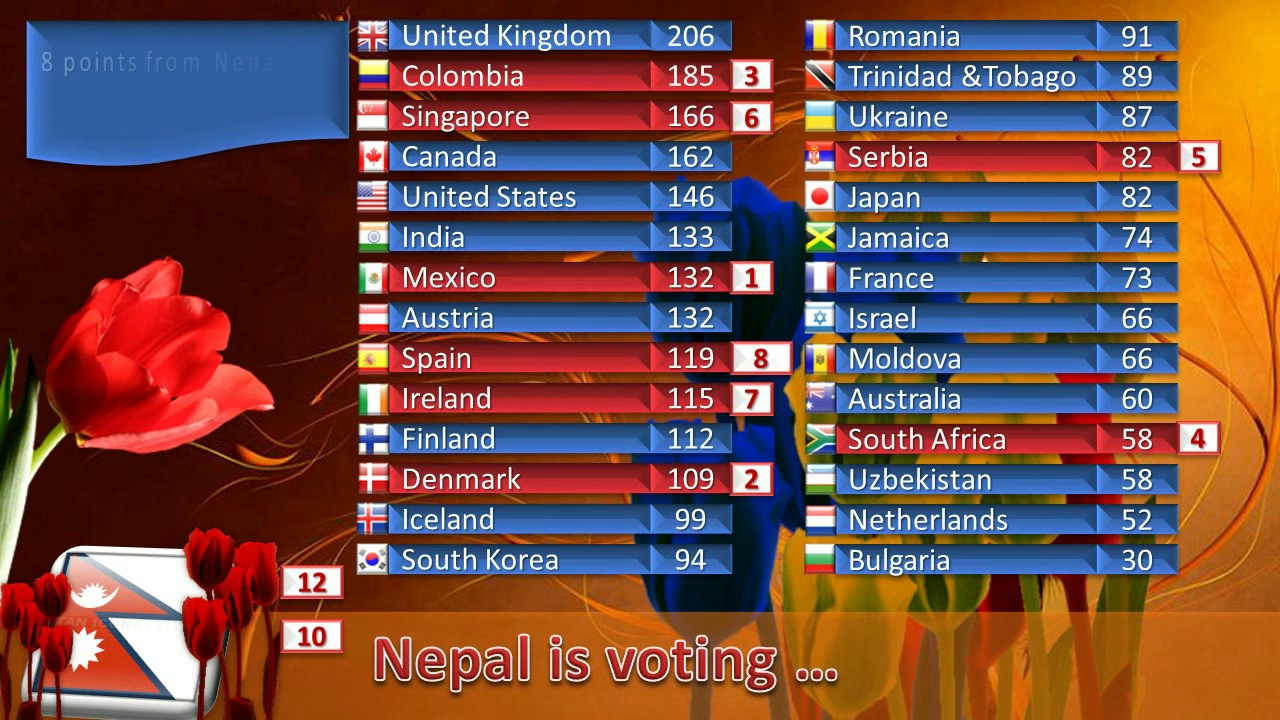 8 points from Nepa
United Kingdom 206
Colombia 185 3
Singapore 166 6
Canada 162
United States 146
India 133
Mexico 132 1
Austria 132
Spain 119 8
Ireland 115 7
Finland 112
Denmark 109 2
Iceland 99
South Korea 94
Romania 91
Trinidad &Tobago 89
Ukraine 87
Serbia 82 5
Japan 82
Jamaica 74
France 73
Israel 66
Moldova 66
Australia 60
South Africa 58 4
Uzbekistan 58
Netherlands 52
Bulgaria 30
12
10
Nepal is voting ...